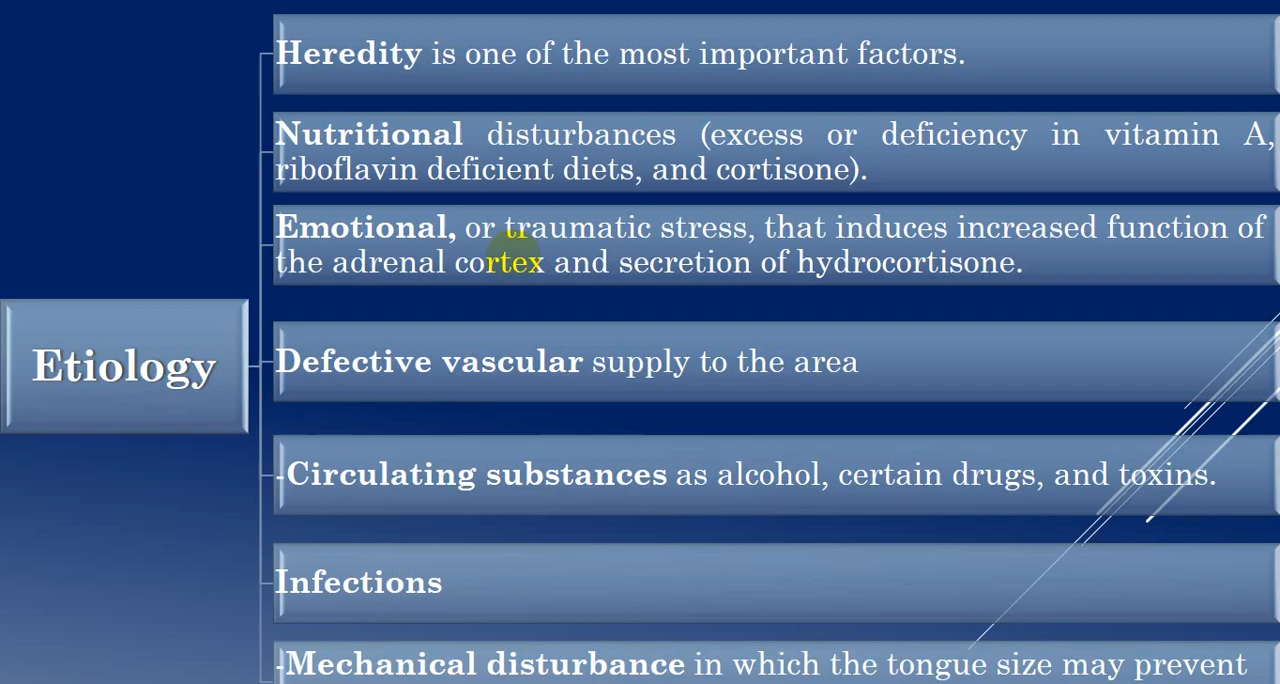 Heredity is one of the most important factors.
Nutritional disturbances (excess or deficiency in vitamin A,
riboflavin deficient diets, and cortisone).
Emotional, or traumatic stress, that induces increased function of
the adrenal cortex and secretion of hydrocortisone.
Etiology
Defective vascular supply to the area
-Circulating substances as alcohol, certain drugs, and toxins.
Infections
-Mechanical disturbance in which the tongue size may prevent